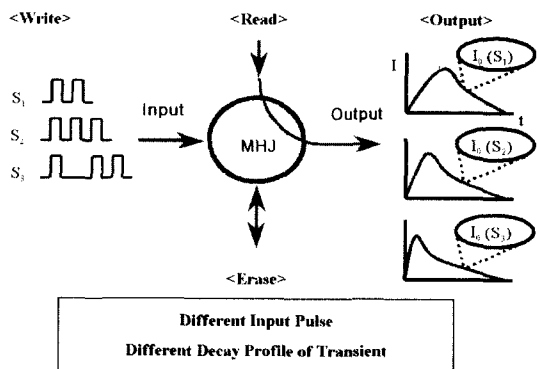 <Write>
<Read>
<Output>
S1
S2
S3
Input
MHJ
Output
<Erase>
I
I0 (S1)
t
I0 (S2)
I6 (S3)
Different Input Pulse
Different Decay Profile of Transient